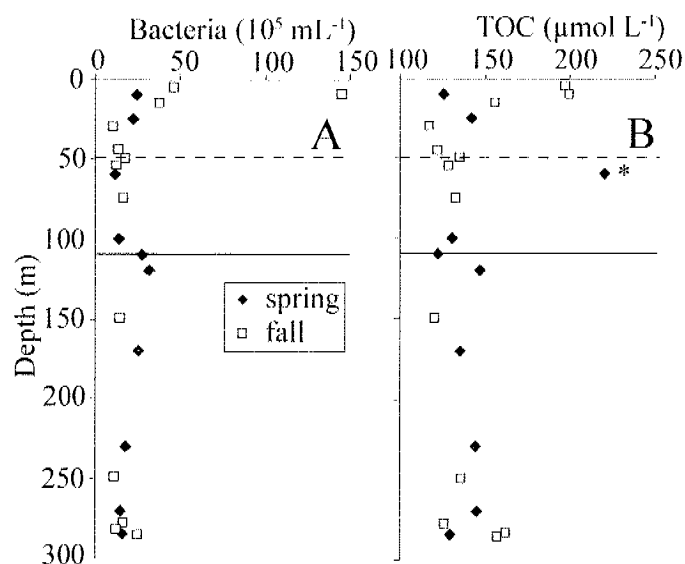 Bacteria (10⁵ mL⁻¹) TOC (µmol L⁻¹)
0 50 100 150 100 150 200 250
0
A B
50
*
100
spring
fall
150
200
250
300
Depth (m)